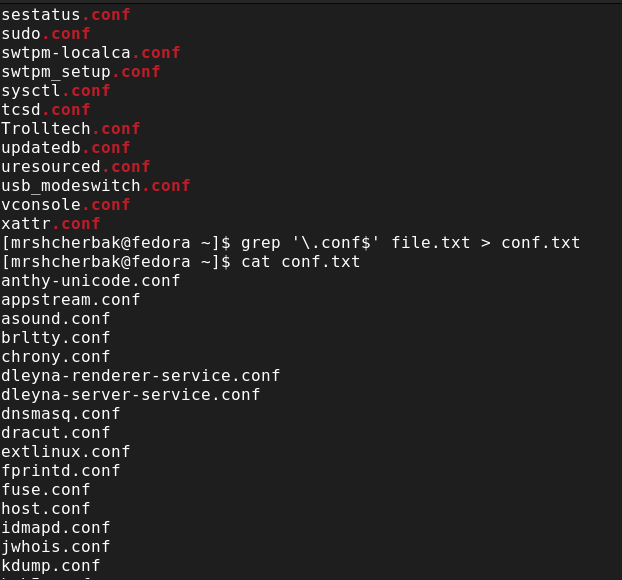 sestatus.conf
sudo.conf
swtpm-localca.conf
swtpm_setup.conf
sysctl.conf
tcsd.conf
Trolltech.conf
updatedb.conf
uresourced.conf
usb_modeswitch.conf
vconsole.conf
xattr.conf
[mrshcherbak@fedora ~]$ grep '\.conf$' file.txt > conf.txt
[mrshcherbak@fedora ~]$ cat conf.txt
anthy-unicode.conf
appstream.conf
asound.conf
brltty.conf
chrony.conf
dleyna-renderer-service.conf
dleyna-server-service.conf
dnsmasq.conf
dracut.conf
extlinux.conf
fprintd.conf
fuse.conf
host.conf
idmapd.conf
jwhois.conf
kdump.conf